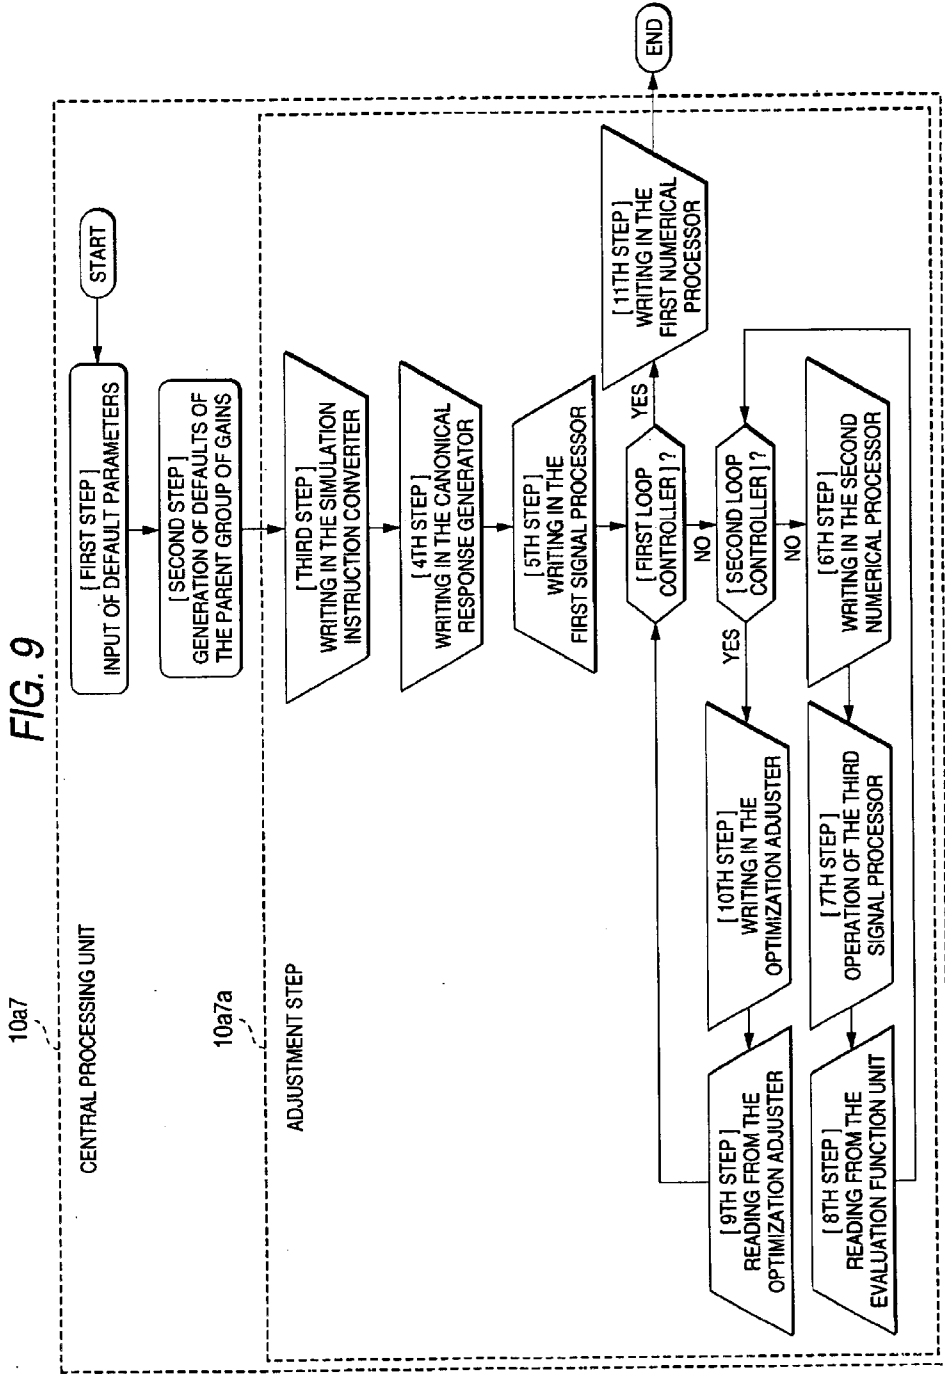 FIG. 9
10a7
CENTRAL PROCESSING UNIT
START
[ FIRST STEP ]
INPUT OF DEFAULT PARAMETERS
[ SECOND STEP ]
GENERATION OF DEFAULTS OF
THE PARENT GROUP OF GAINS
10a7a
ADJUSTMENT STEP
[ THIRD STEP ]
WRITING IN THE SIMULATION
INSTRUCTION CONVERTER
[ 4TH STEP ]
WRITING IN THE CANONICAL
RESPONSE GENERATOR
[ 5TH STEP ]
WRITING IN THE
FIRST SIGNAL PROCESSOR
[ FIRST LOOP
CONTROLLER ] ?
YES
[ 11TH STEP ]
WRITING IN THE
FIRST NUMERICAL
PROCESSOR
END
NO
[ SECOND LOOP
CONTROLLER ] ?
YES
NO
[ 10TH STEP ]
WRITING IN THE
OPTIMIZATION ADJUSTER
[ 9TH STEP ]
READING FROM THE
OPTIMIZATION ADJUSTER
[ 6TH STEP ]
WRITING IN THE SECOND
NUMERICAL PROCESSOR
[ 7TH STEP ]
OPERATION OF THE THIRD
SIGNAL PROCESSOR
[ 8TH STEP ]
READING FROM THE
EVALUATION FUNCTION UNIT